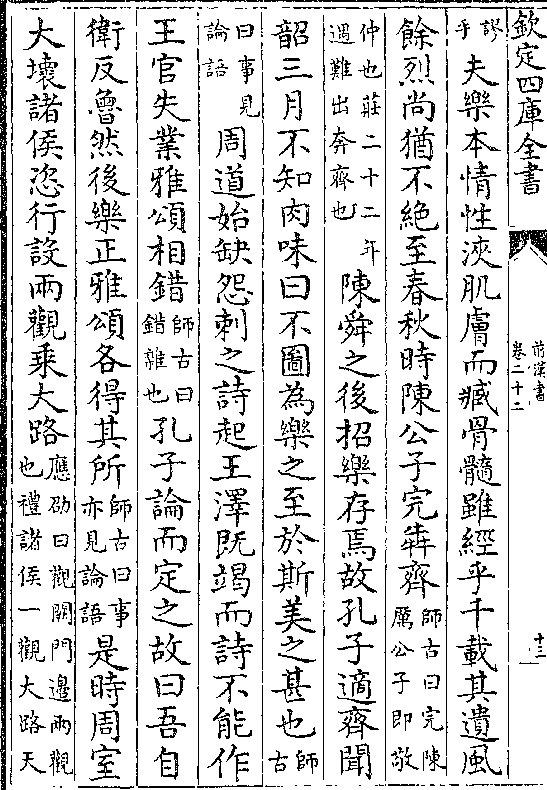 欽定四庫全書
前漢書
卷二十二
十三
謬
乎
夫樂本情性浹肌膚而臧骨髓雖經乎千載其遺風
餘烈尚猶不絶至春秋時陳公子完犇齊
師古曰完陳
厲公子即敬
仲也莊二十二年
遇難出奔齊也
陳舜之後招樂存焉故孔子適齊聞
韶三月不知肉味曰不圖為樂之至於斯美之甚也
師
古
曰事見
論語
周道始缺怨刺之詩起王澤既竭而詩不能作
王官失業雅頌相錯
師古曰
錯雜也
孔子論而定之故曰吾自
衛反魯然後樂正雅頌各得其所
師古曰事
亦見論語
是時周室
大壞諸侯恣行設兩觀乘大路
應劭曰觀闕門邊兩觀
也禮諸侯一觀大路天